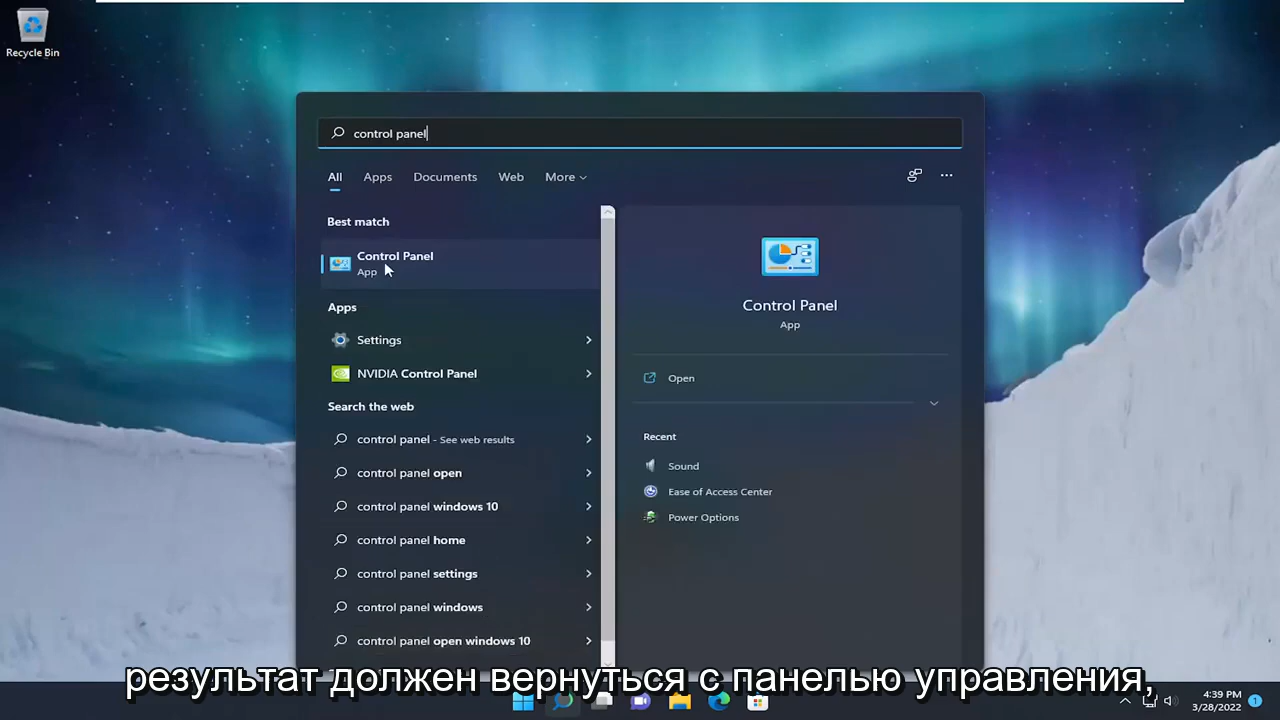 Recycle Bin
control panel
All
Apps
Documents
Web
More
Best match
Control Panel
App
Apps
Settings
NVIDIA Control Panel
Search the web
control panel - See web results
control panel open
control panel windows 10
control panel home
control panel settings
control panel windows
control panel open windows 10
Control Panel
App
Open
Recent
Sound
Ease of Access Center
Power Options
результат должен вернуться с панелью управления,
4:39 PM
3/28/2022
1